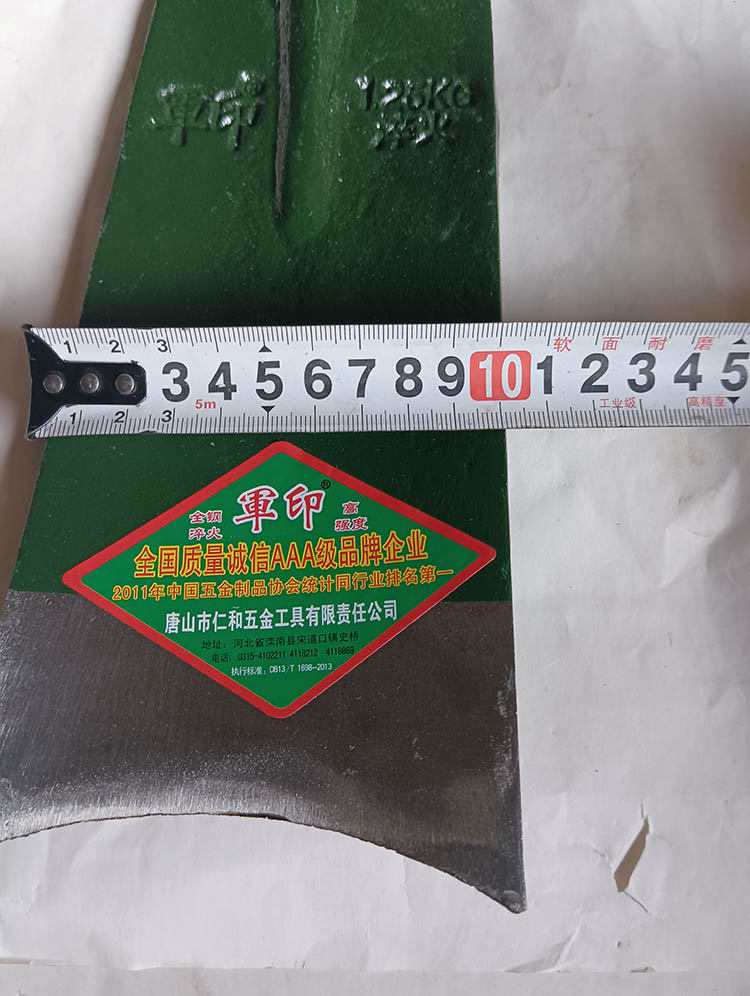 軍印® 1.25KG
淬火
1 2 3 软 面 耐 磨
3 4 5 6 7 8 9 10 1 2 3 4 5
5m 工业级 高精度
1 2 3
全钢 軍印® 高
淬火 强度
全国质量诚信AAA级品牌企业
2011年中国五金制品协会统计同行业排名第一
唐山市仁和五金工具有限责任公司
地址：河北省滦南县宋道口镇史桥
电话：0315-4102211 4118212 4118869
执行标准：DB13/T 1698-2013